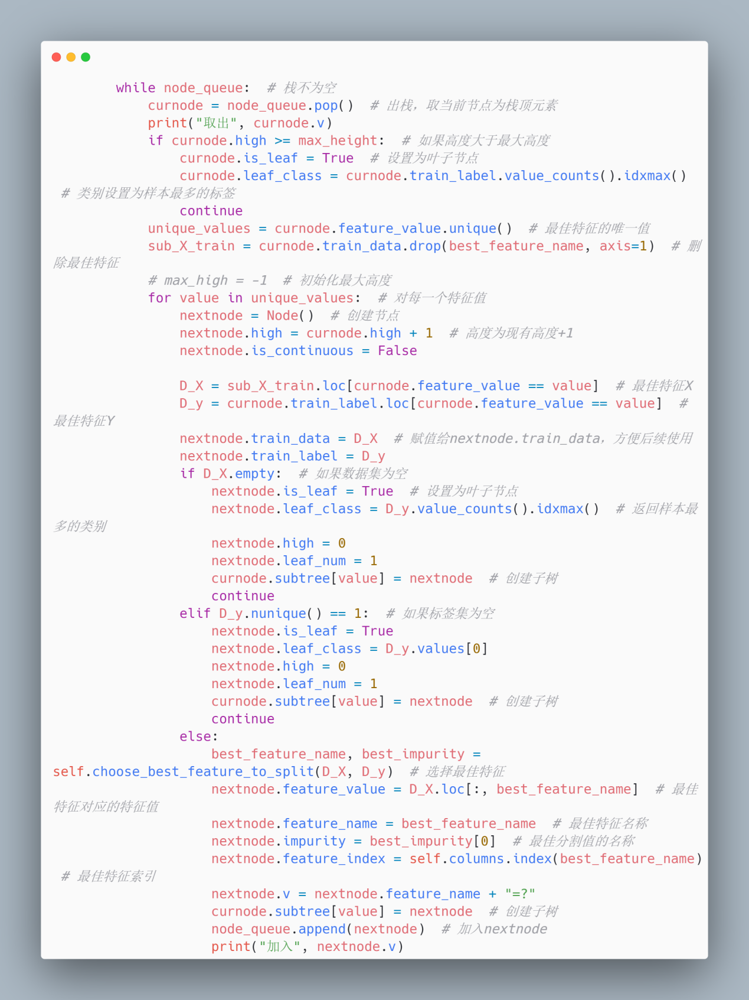 while node_queue:  # 栈不为空
curnode = node_queue.pop()  # 出栈，取当前节点为栈顶元素
print("取出", curnode.v)
if curnode.high >= max_height:  # 如果高度大于最大高度
curnode.is_leaf = True  # 设置为叶子节点
curnode.leaf_class = curnode.train_label.value_counts().idxmax()
# 类别设置为样本最多的标签
continue
unique_values = curnode.feature_value.unique()  # 最佳特征的唯一值
sub_X_train = curnode.train_data.drop(best_feature_name, axis=1)  # 删
除最佳特征
# max_high = -1  # 初始化最大高度
for value in unique_values:  # 对每一个特征值
nextnode = Node()  # 创建节点
nextnode.high = curnode.high + 1  # 高度为现有高度+1
nextnode.is_continuous = False
D_X = sub_X_train.loc[curnode.feature_value == value]  # 最佳特征X
D_y = curnode.train_label.loc[curnode.feature_value == value]  #
最佳特征Y
nextnode.train_data = D_X  # 赋值给nextnode.train_data，方便后续使用
nextnode.train_label = D_y
if D_X.empty:  # 如果数据集为空
nextnode.is_leaf = True  # 设置为叶子节点
nextnode.leaf_class = D_y.value_counts().idxmax()  # 返回样本最
多的类别
nextnode.high = 0
nextnode.leaf_num = 1
curnode.subtree[value] = nextnode  # 创建子树
continue
elif D_y.nunique() == 1:  # 如果标签集为空
nextnode.is_leaf = True
nextnode.leaf_class = D_y.values[0]
nextnode.high = 0
nextnode.leaf_num = 1
curnode.subtree[value] = nextnode  # 创建子树
continue
else:
best_feature_name, best_impurity =
self.choose_best_feature_to_split(D_X, D_y)  # 选择最佳特征
nextnode.feature_value = D_X.loc[:, best_feature_name]  # 最佳
特征对应的特征值
nextnode.feature_name = best_feature_name  # 最佳特征名称
nextnode.impurity = best_impurity[0]  # 最佳分割值的名称
nextnode.feature_index = self.columns.index(best_feature_name)
# 最佳特征索引
nextnode.v = nextnode.feature_name + "=?"
curnode.subtree[value] = nextnode  # 创建子树
node_queue.append(nextnode)  # 加入nextnode
print("加入", nextnode.v)